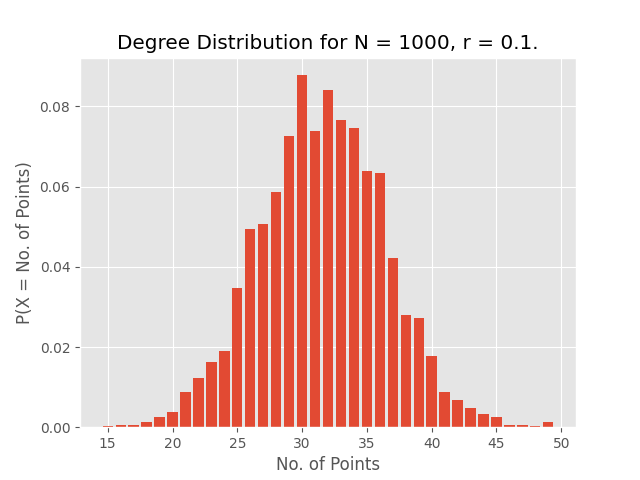 Degree Distribution for N = 1000, r = 0.1.
P(X = No. of Points)
0.08
0.06
0.04
0.02
0.00
15 20 25 30 35 40 45 50
No. of Points